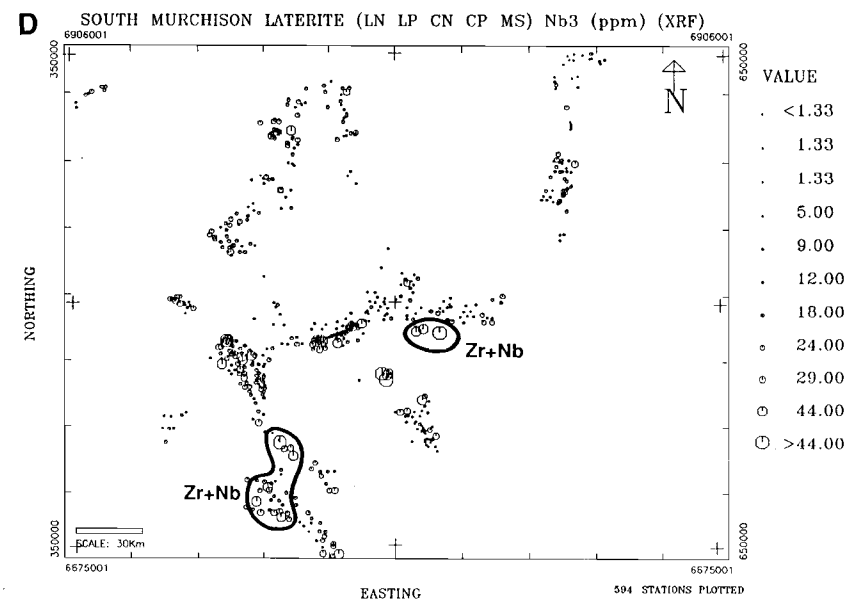 D
SOUTH MURCHISON LATERITE (LN LP CN CP MS) Nb3 (ppm) (XRF)
6906001
6906001
350000
650000
N
VALUE
<1.33
1.33
1.33
5.00
9.00
12.00
18.00
24.00
29.00
44.00
>44.00
NORTHING
Zr+Nb
Zr+Nb
SCALE: 30Km
350000
650000
6675001
6675001
EASTING
594 STATIONS PLOTTED